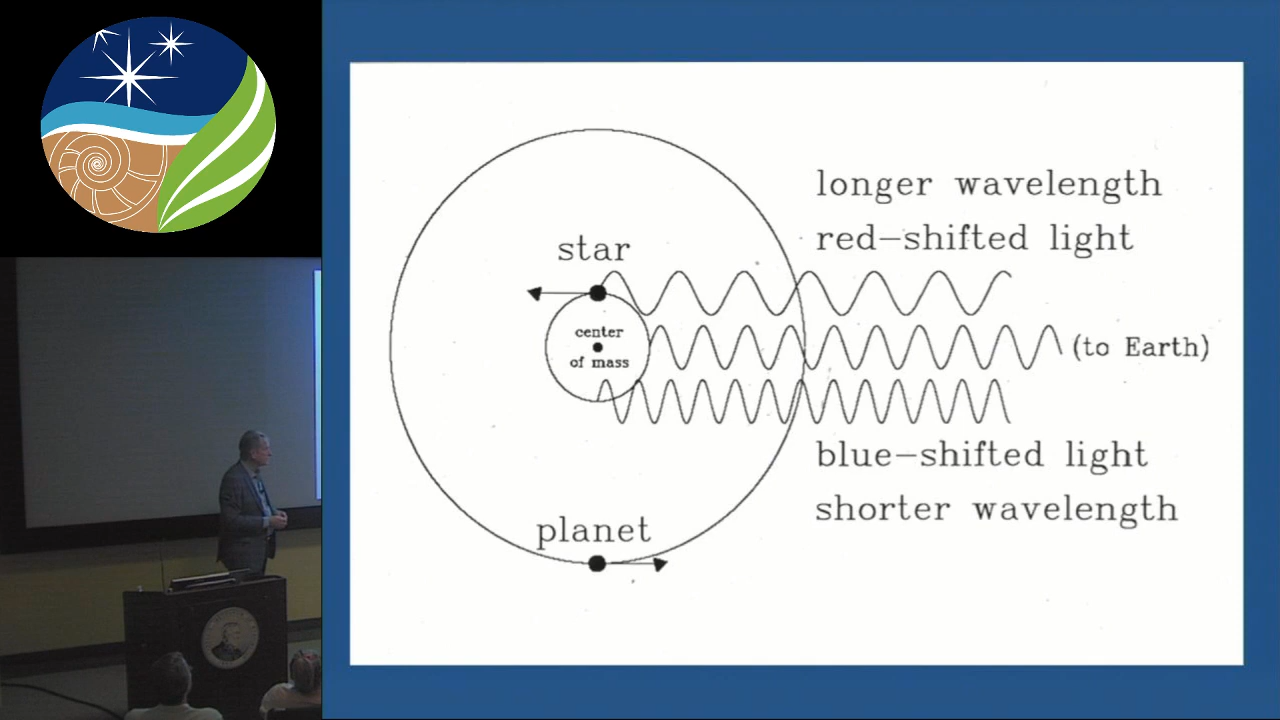 longer wavelength
red-shifted light
star
center
of mass
(to Earth)
blue-shifted light
shorter wavelength
planet